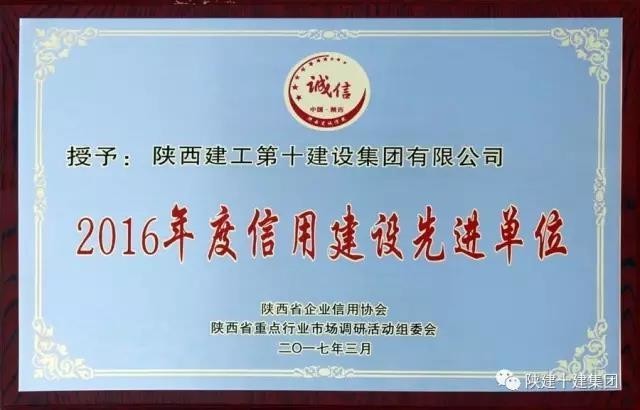 诚信
中国·陕西
授予：陕西建工第十建设集团有限公司
2016年度信用建设先进单位
陕西省企业信用协会
陕西省重点行业市场调研活动组委会
二〇一七年三月
陕建十建集团